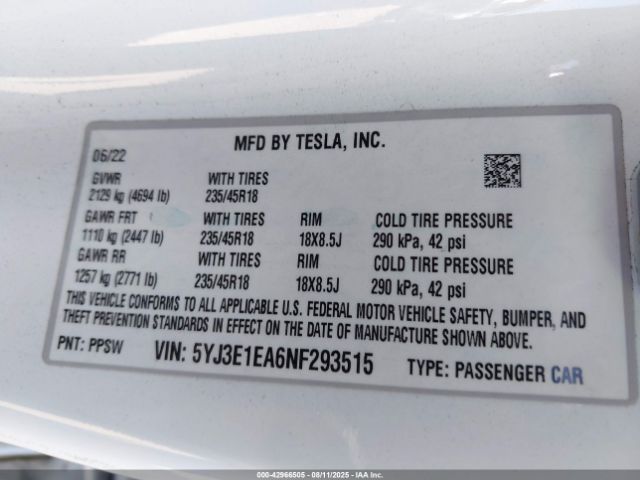 MFD BY TESLA, INC.
06/22
GVWR WITH TIRES
2129 kg (4694 lb) 235/45R18
GAWR FRT WITH TIRES RIM COLD TIRE PRESSURE
1110 kg (2447 lb) 235/45R18 18X8.5J 290 kPa, 42 psi
GAWR RR WITH TIRES RIM COLD TIRE PRESSURE
1257 kg (2771 lb) 235/45R18 18X8.5J 290 kPa, 42 psi
THIS VEHICLE CONFORMS TO ALL APPLICABLE U.S. FEDERAL MOTOR VEHICLE SAFETY, BUMPER, AND
THEFT PREVENTION STANDARDS IN EFFECT ON THE DATE OF MANUFACTURE SHOWN ABOVE.
PNT: PPSW VIN: 5YJ3E1EA6NF293515 TYPE: PASSENGER CAR
000-42966505 - 08/11/2025 - IAA, Inc.